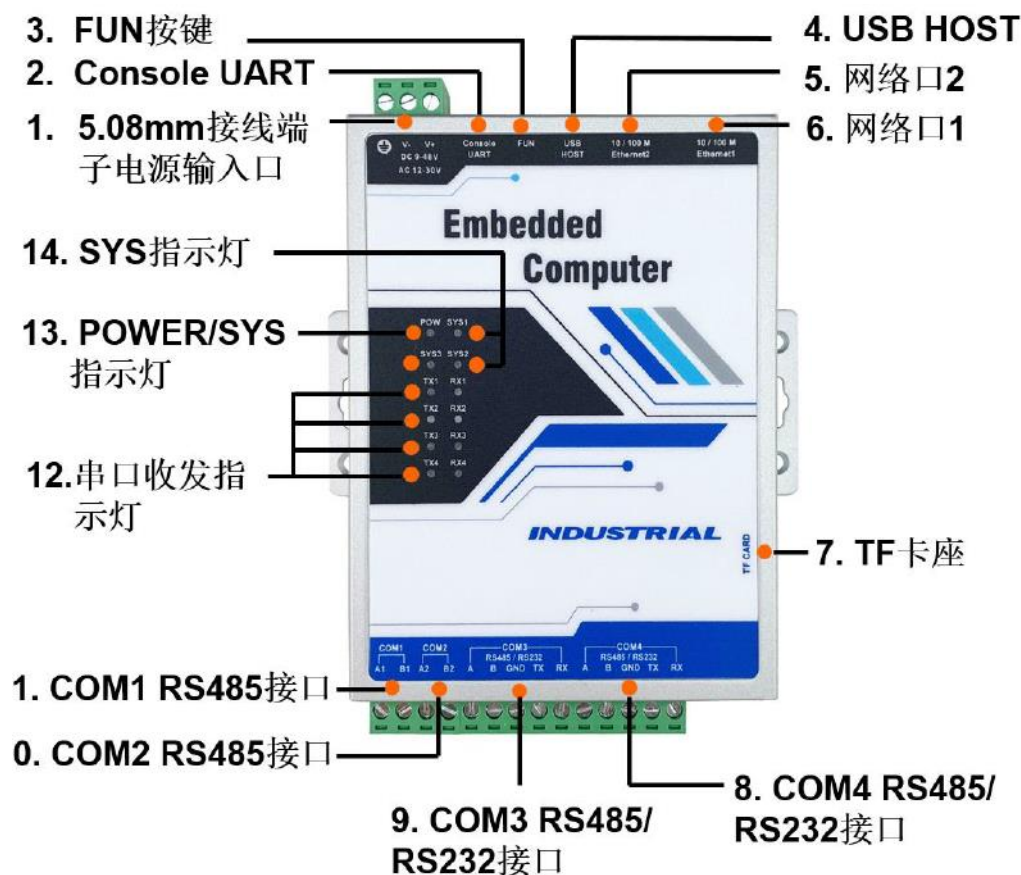 3. FUN按键
2. Console UART
1. 5.08mm接线端
子电源输入口
14. SYS指示灯
13. POWER/SYS
指示灯
12.串口收发指
示灯
1. COM1 RS485接口
0. COM2 RS485接口
9. COM3 RS485/
RS232接口
8. COM4 RS485/
RS232接口
7. TF卡座
6. 网络口1
5. 网络口2
4. USB HOST
V- V+
DC 9-48V
AC 12-30V
Console
UART
FUN
USB
HOST
10 / 100 M
Ethernet2
10 / 100 M
Ethernet1
Embedded
Computer
POW SYS1
SYS3 SYS2
TX1 RX1
TX2 RX2
TX3 RX3
TX4 RX4
INDUSTRIAL
TF CARD
COM1 COM2 COM3 COM4
RS485 / RS232 RS485 / RS232
A1 B1 A2 B2 A B GND TX RX A B GND TX RX